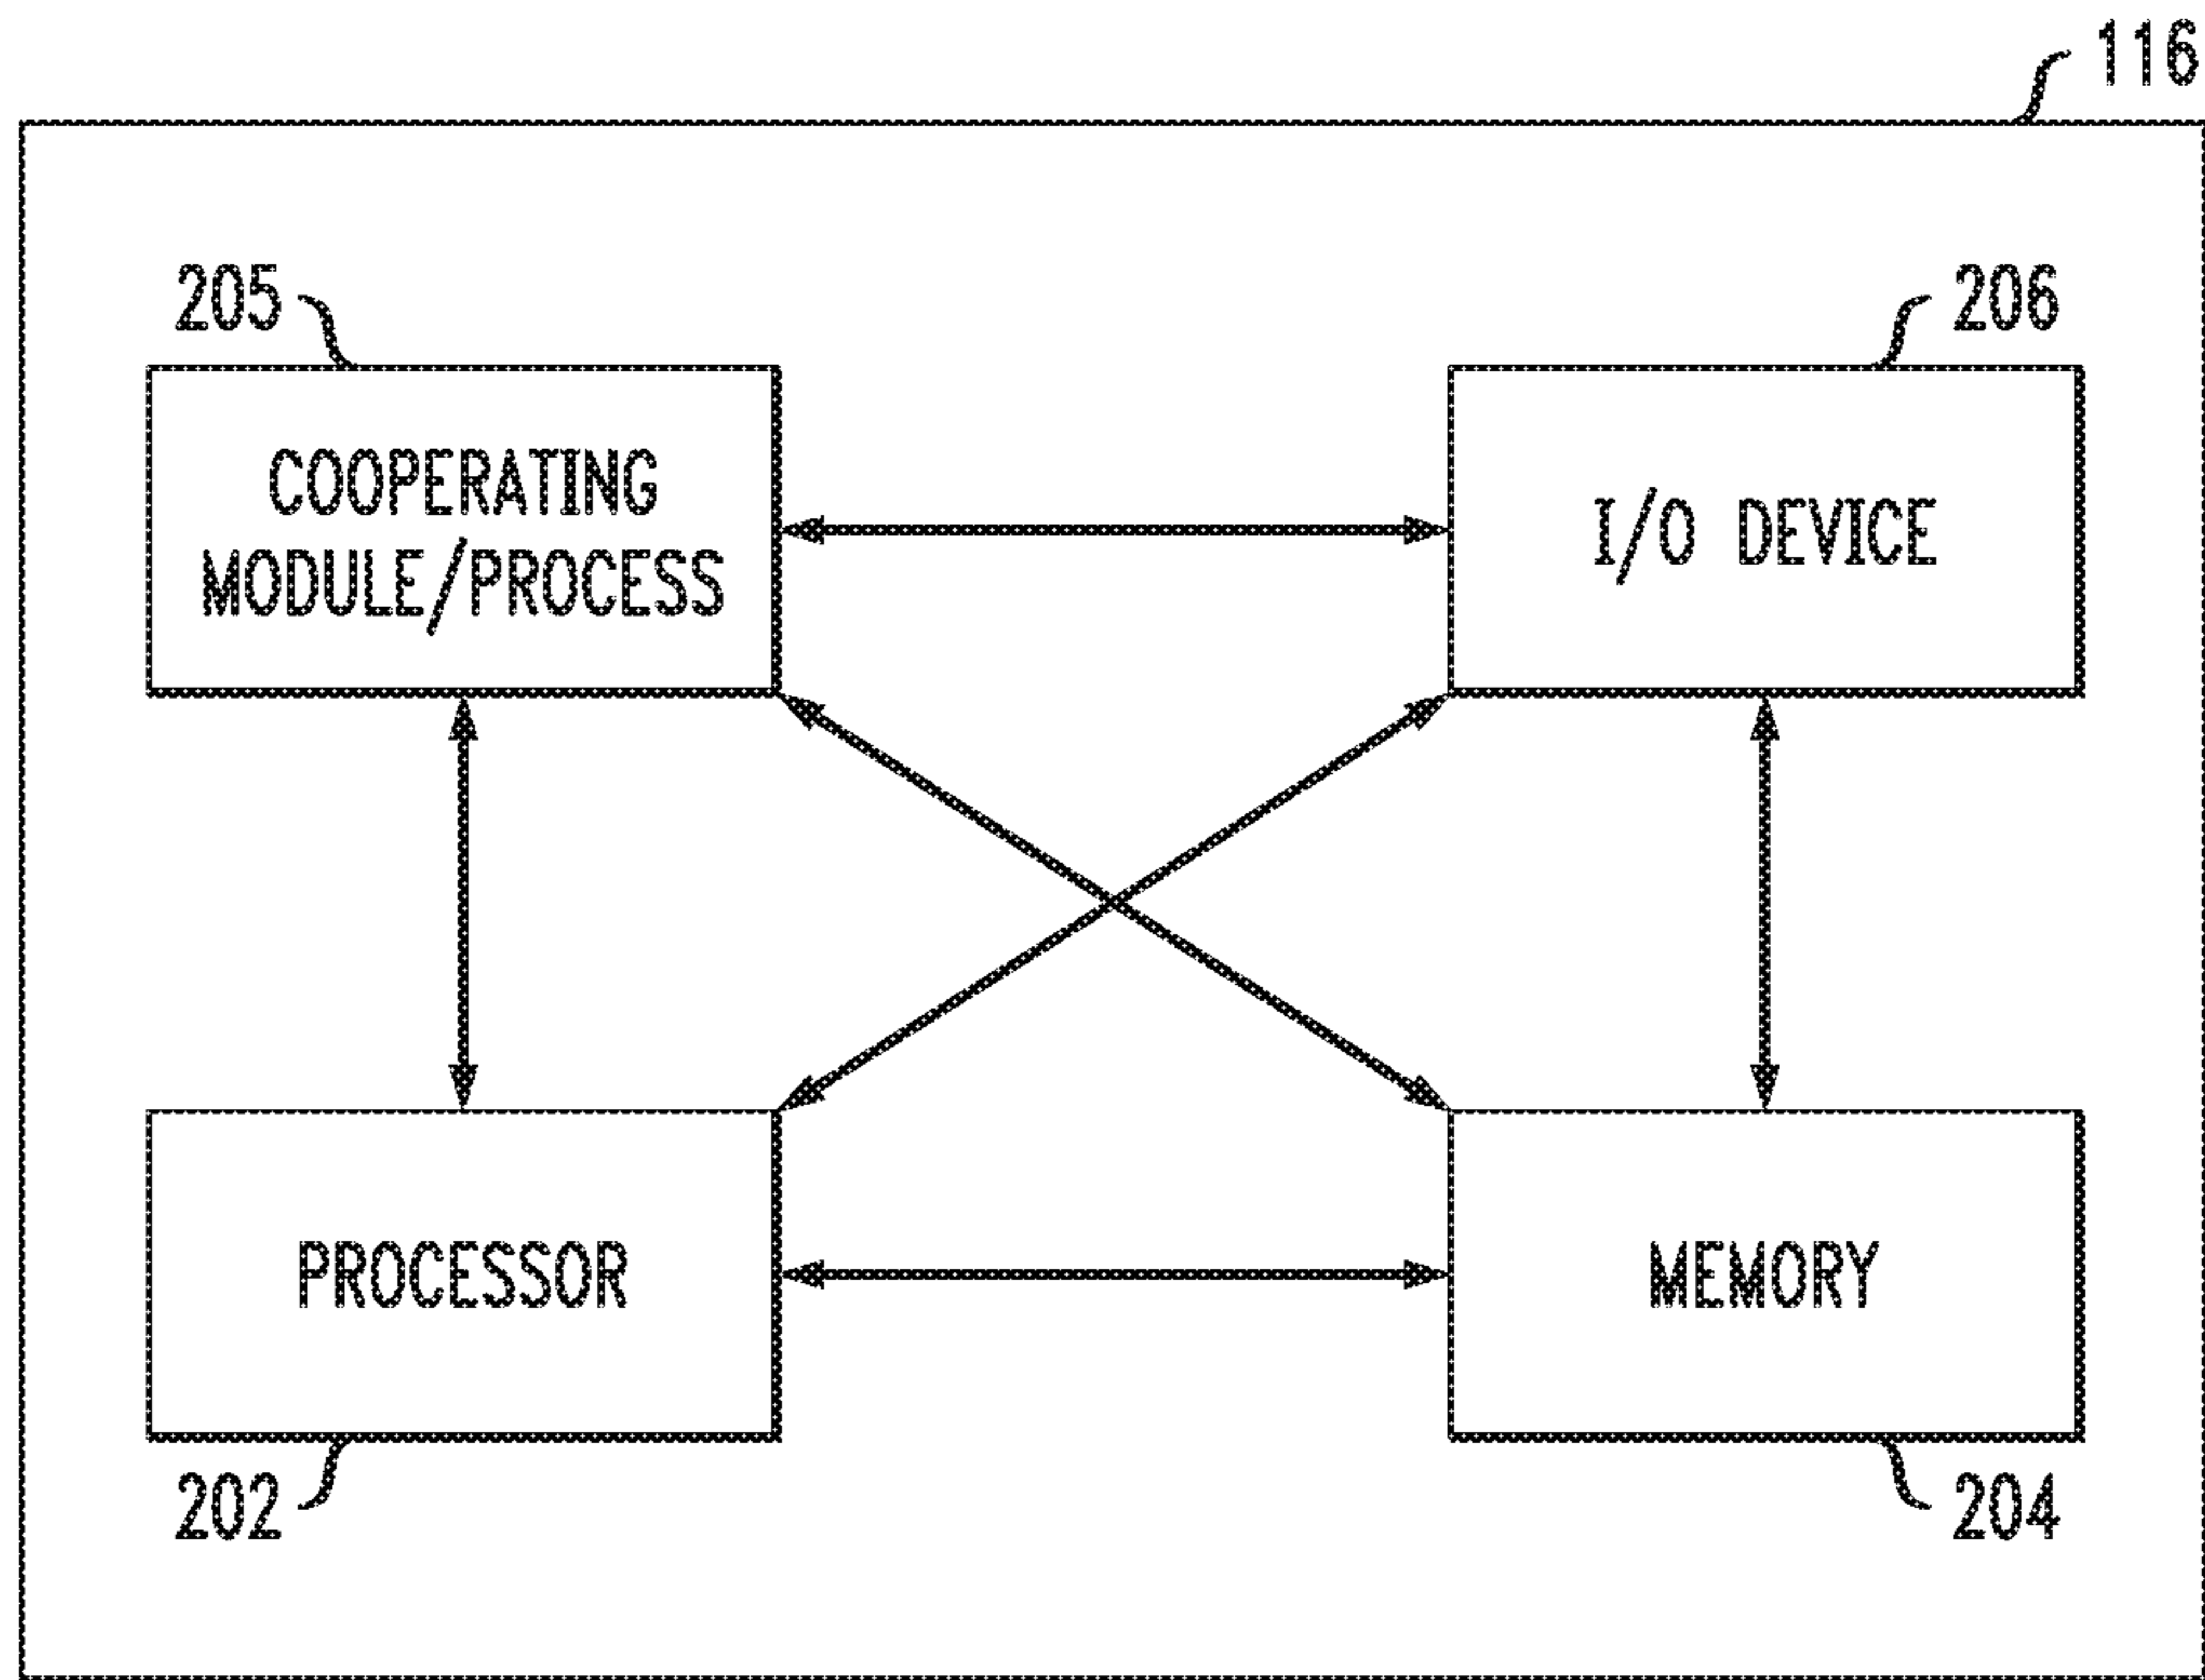 116
205
206
COOPERATING
MODULE/PROCESS
I/O DEVICE
PROCESSOR
MEMORY
202
204